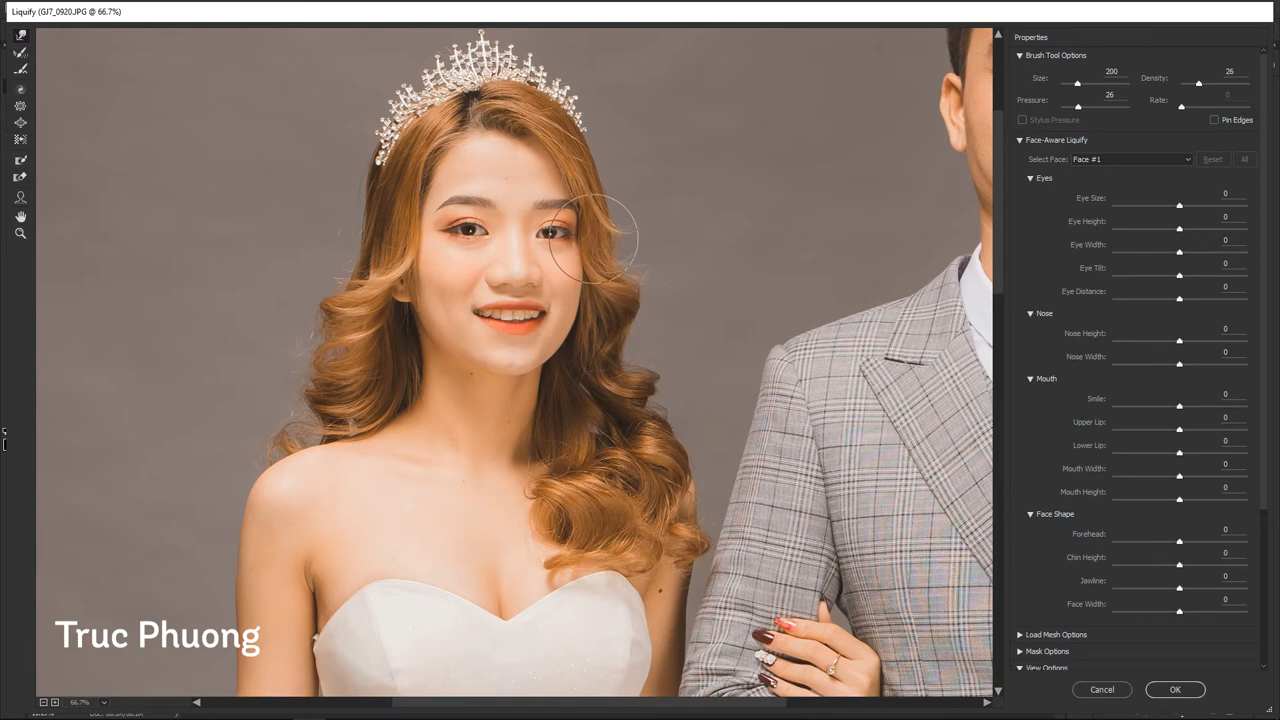 Liquify (GJ7_0920.JPG @ 66.7%)
Properties
Brush Tool Options
Size: 200 Density: 26
Pressure: 26 Rate: 0
Stylus Pressure Pin Edges
Face-Aware Liquify
Select Face: Face #1 Reset All
Eyes
Eye Size: 0
Eye Height: 0
Eye Width: 0
Eye Tilt: 0
Eye Distance: 0
Nose
Nose Height: 0
Nose Width: 0
Mouth
Smile: 0
Upper Lip: 0
Lower Lip: 0
Mouth Width: 0
Mouth Height: 0
Face Shape
Forehead: 0
Chin Height: 0
Jawline: 0
Face Width: 0
Load Mesh Options
Mask Options
View Options
Truc Phuong
Cancel OK
66.7%